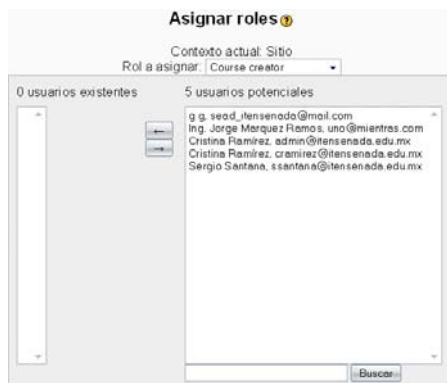 Asignar roles
Contexto actual: Sitio
Rol a asignar: Course creator
0 usuarios existentes
5 usuarios potenciales
g g, sead_itensenada@mail.com
Ing. Jorge Marquez Ramos, uno@mientras.com
Cristina Ramírez, admin@itensenada.edu.mx
Cristina Ramírez, cramirez@itensenada.edu.mx
Sergio Santana, ssantana@itensenada.edu.mx
Buscar